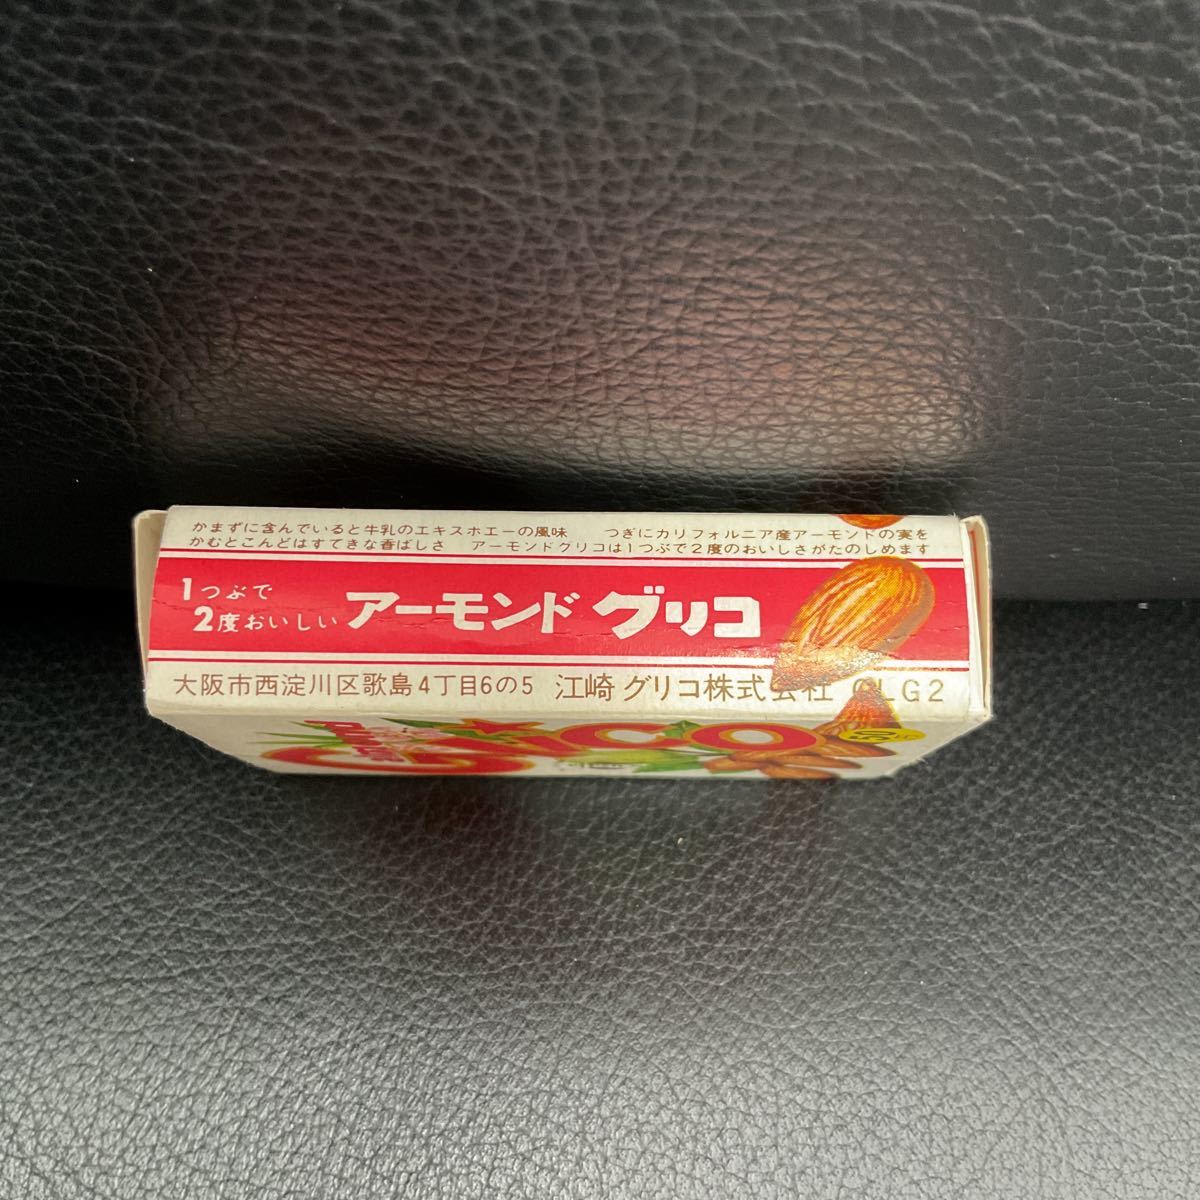 かまずに含んでいると牛乳のエキスホエーの風味　つぎにカリフォルニア産アーモンドの実を
かむとこんどはすてきな香ばしさ　アーモンドグリコは1つぶで2度のおいしさがたのしめます
1つぶで
2度おいしい アーモンド グリコ
大阪市西淀川区歌島4丁目6の5 江崎グリコ株式会社 GLG2
GLICO